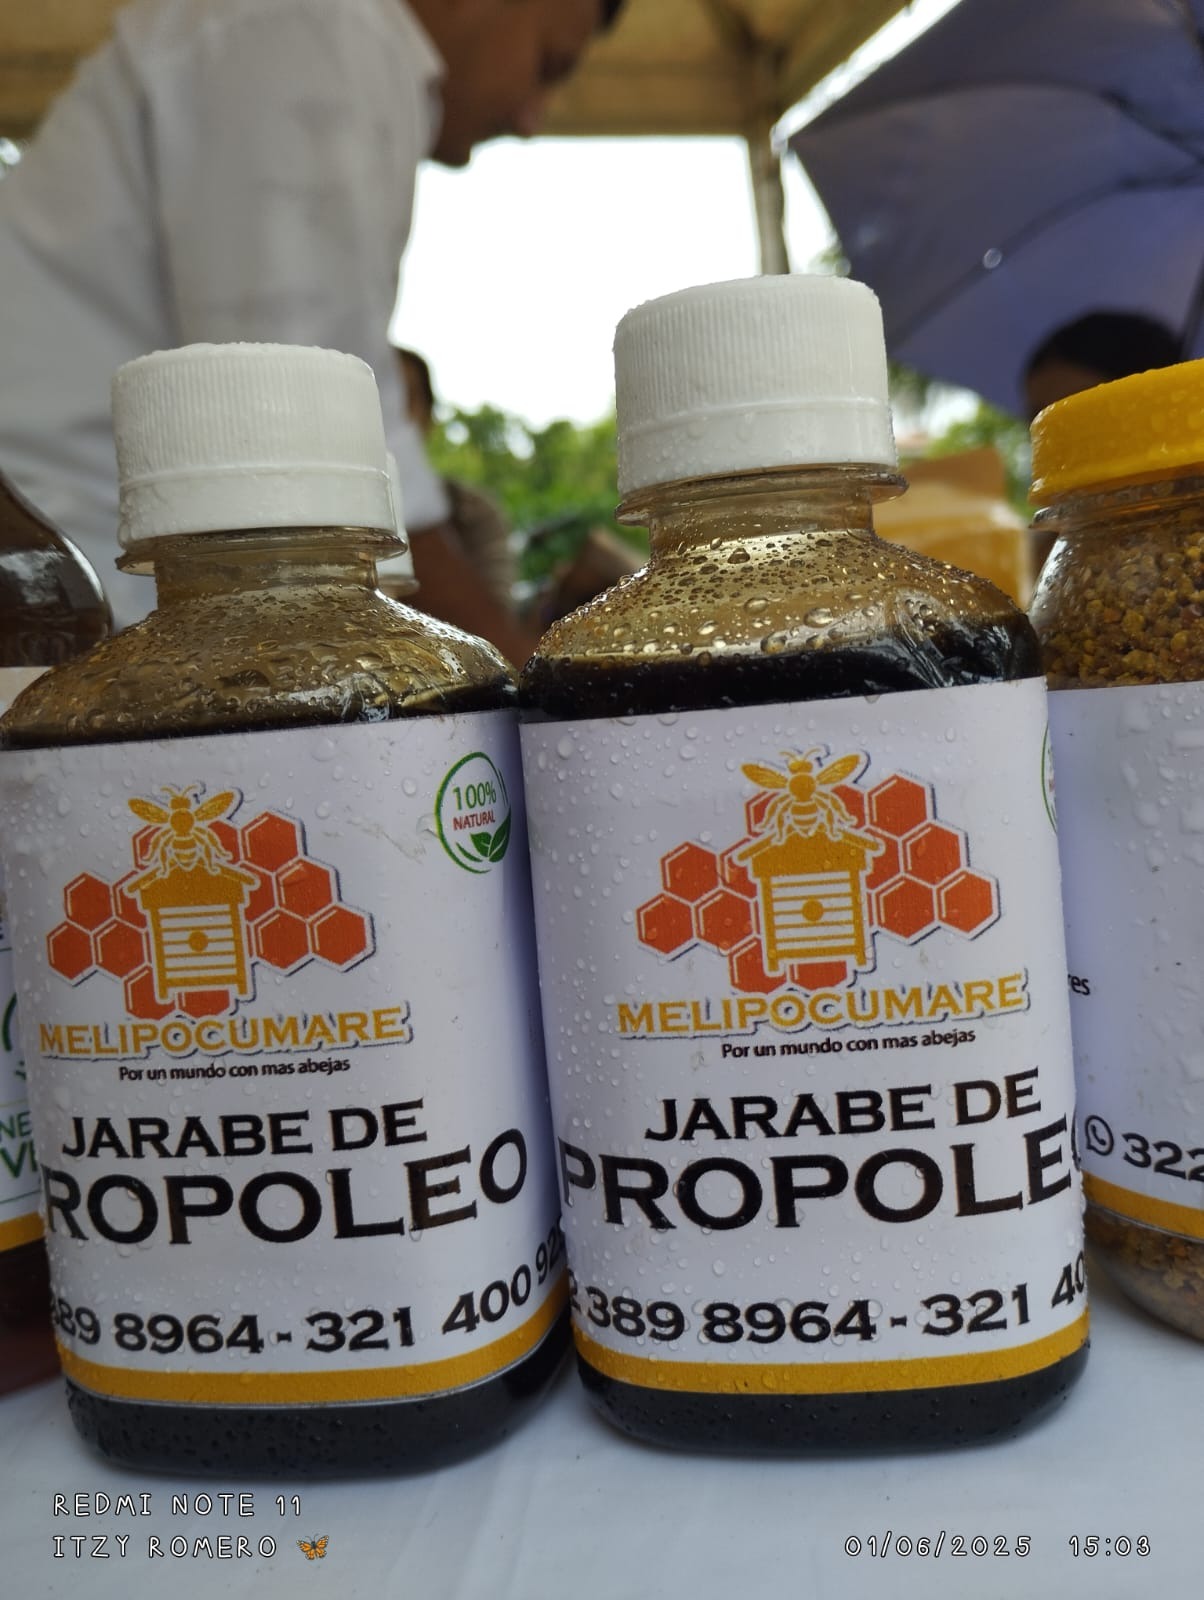 100%
NATURAL
MELIPOCUMARE
Por un mundo con mas abejas
JARABE DE
ROPOLEO
389 8964 - 321 400
MELIPOCUMARE
Por un mundo con mas abejas
JARABE DE
PROPOLE
389 8964 - 321
322
REDMI NOTE 11
ITZY ROMERO 🦋
01/06/2025 15:03